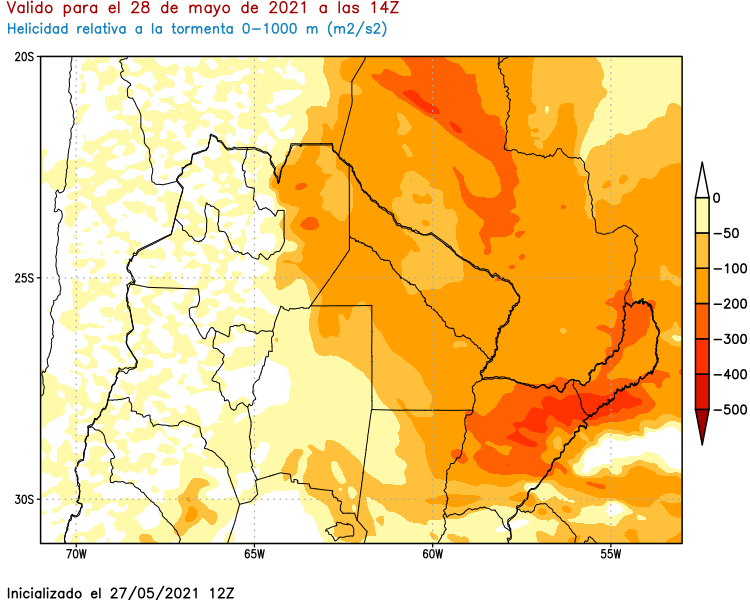 Valido para el 28 de mayo de 2021 a las 14Z
Helicidad relativa a la tormenta 0-1000 m (m2/s2)
20S
25S
30S
70W
65W
60W
55W
0
-50
-100
-200
-300
-400
-500
Inicializado el 27/05/2021 12Z